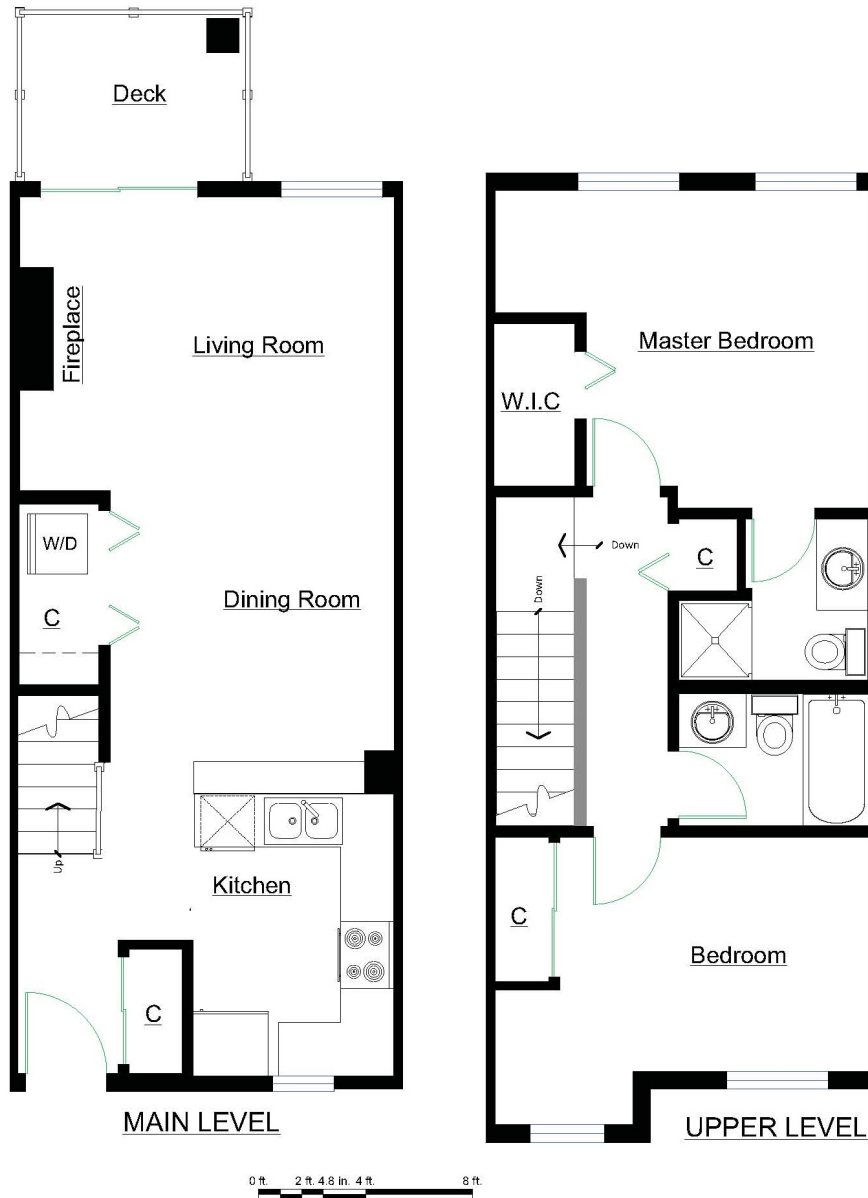 Deck
Fireplace
Living Room
W/D
C
Dining Room
Up
Kitchen
C
MAIN LEVEL
Master Bedroom
W.I.C
Down
Down
C
C
Bedroom
UPPER LEVEL
0 ft. 2 ft. 4.8 in. 4 ft. 8 ft.